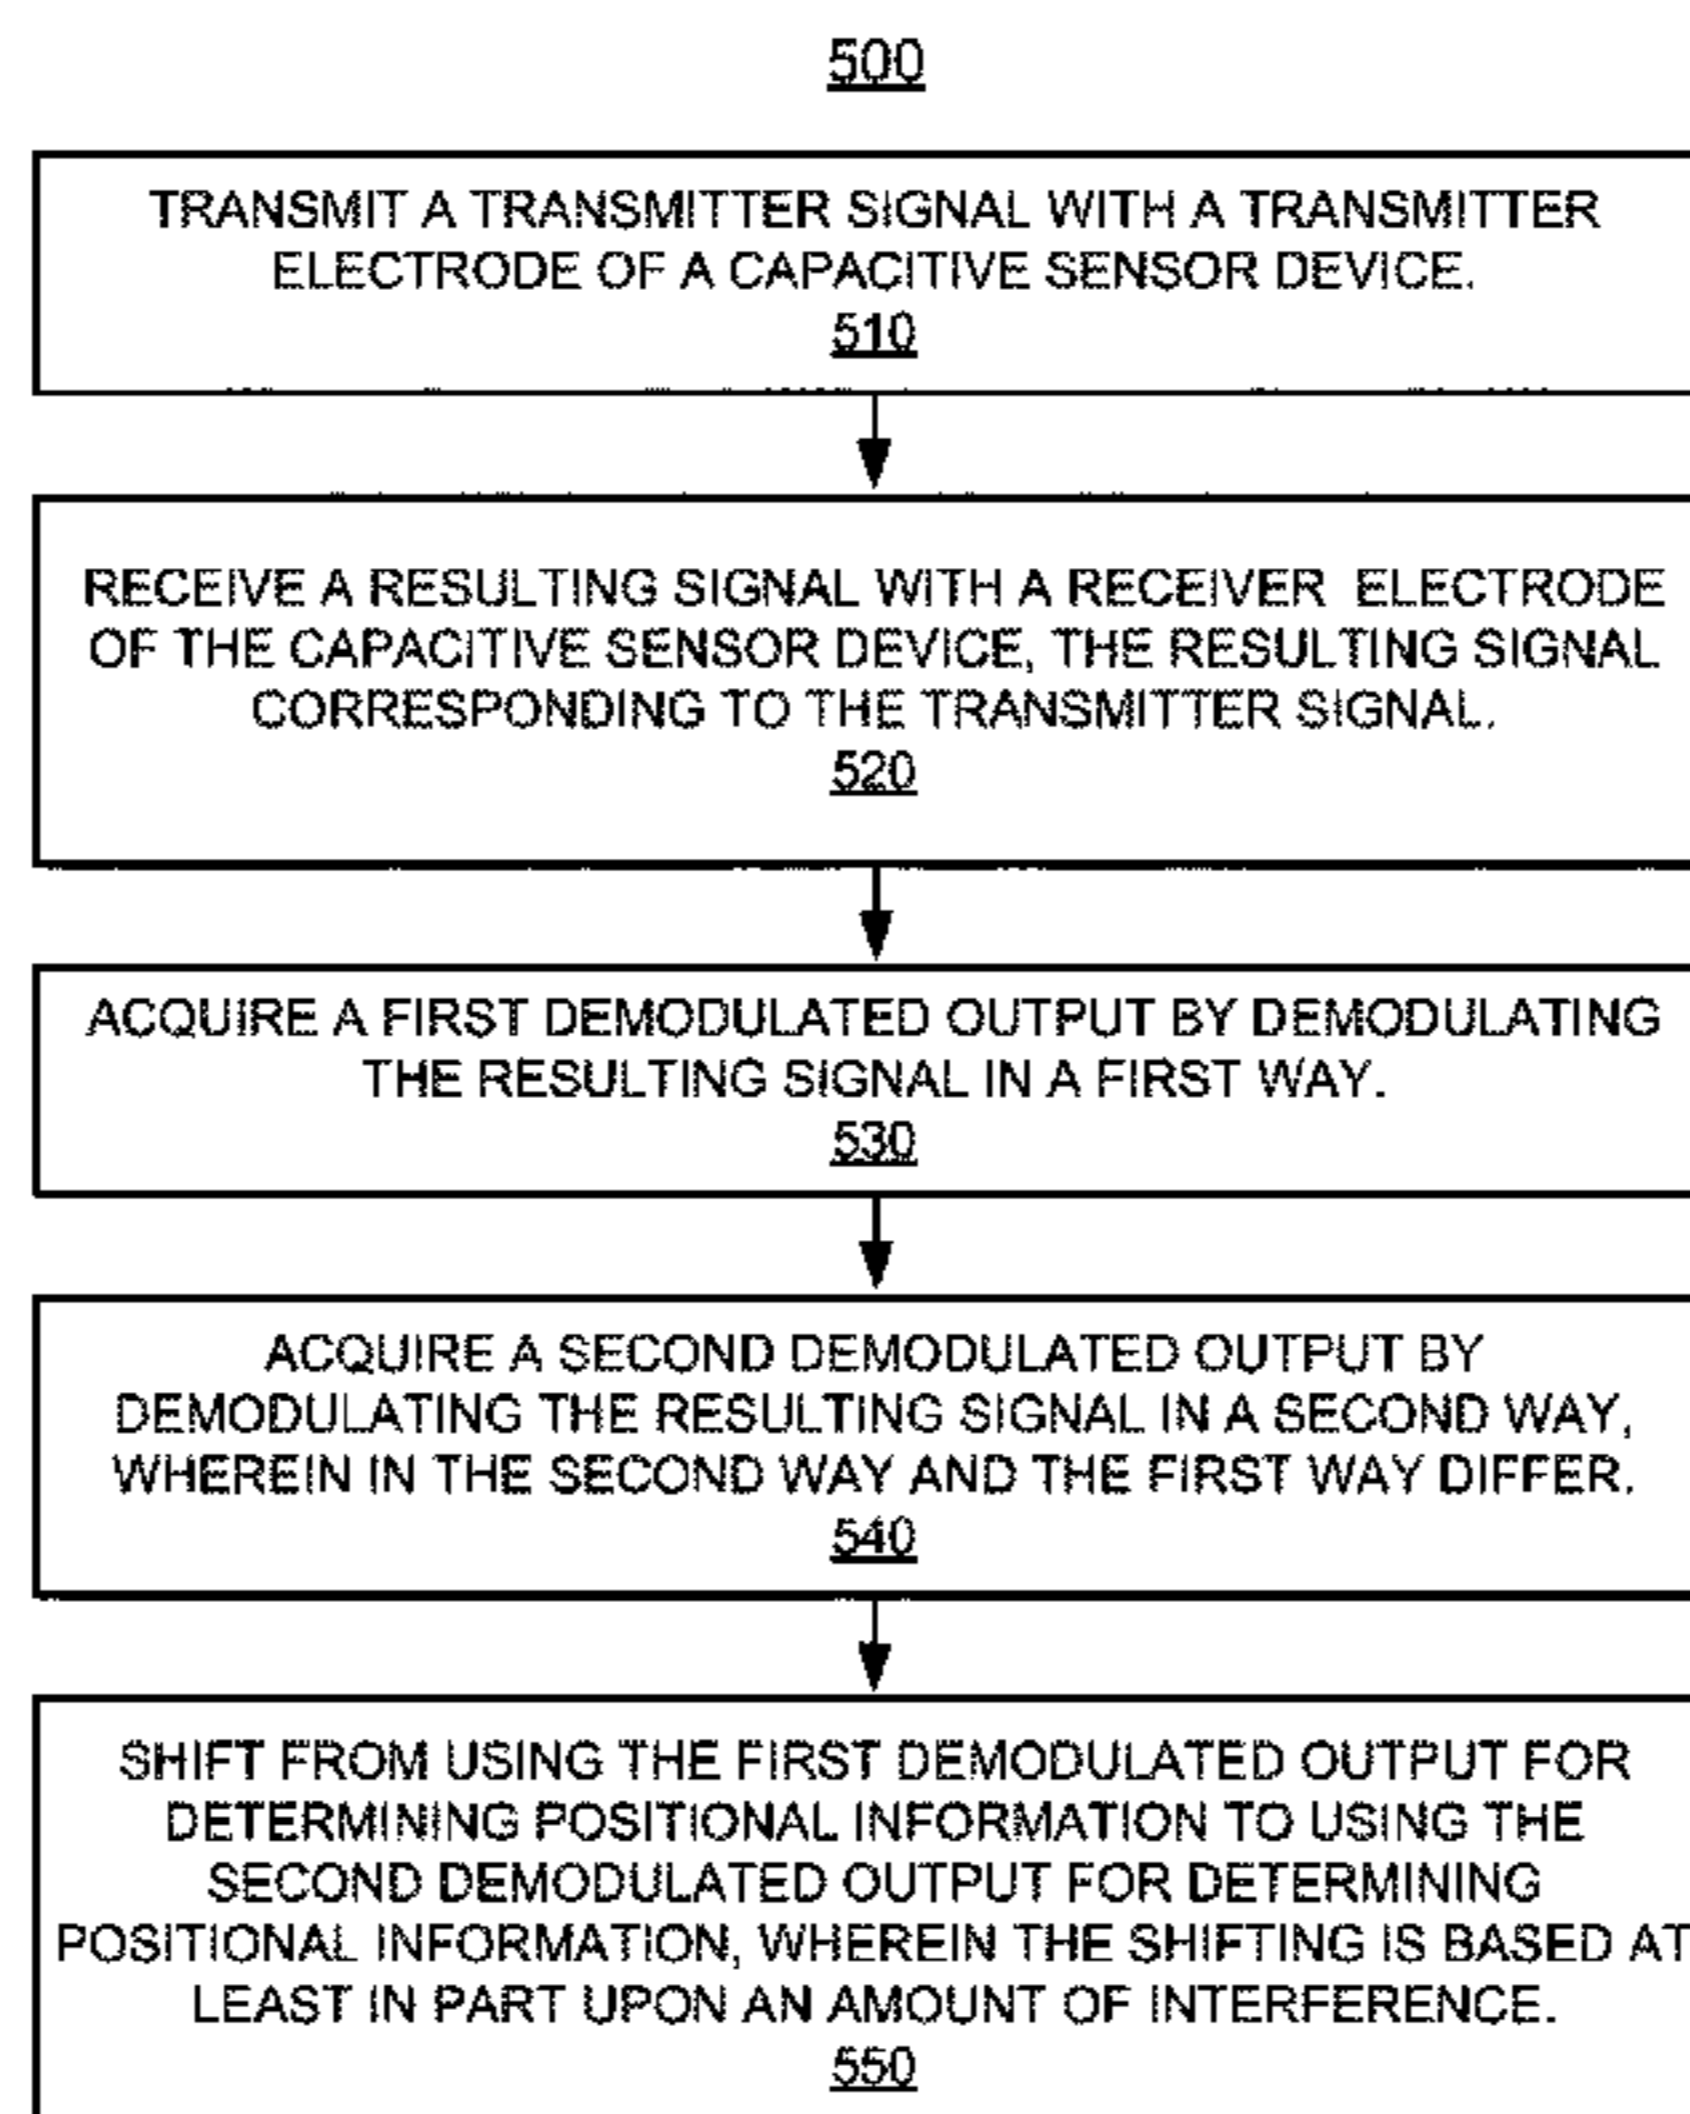 500
TRANSMIT A TRANSMITTER SIGNAL WITH A TRANSMITTER
ELECTRODE OF A CAPACITIVE SENSOR DEVICE.
510
RECEIVE A RESULTING SIGNAL WITH A RECEIVER ELECTRODE
OF THE CAPACITIVE SENSOR DEVICE, THE RESULTING SIGNAL
CORRESPONDING TO THE TRANSMITTER SIGNAL.
520
ACQUIRE A FIRST DEMODULATED OUTPUT BY DEMODULATING
THE RESULTING SIGNAL IN A FIRST WAY.
530
ACQUIRE A SECOND DEMODULATED OUTPUT BY
DEMODULATING THE RESULTING SIGNAL IN A SECOND WAY,
WHEREIN IN THE SECOND WAY AND THE FIRST WAY DIFFER.
540
SHIFT FROM USING THE FIRST DEMODULATED OUTPUT FOR
DETERMINING POSITIONAL INFORMATION TO USING THE
SECOND DEMODULATED OUTPUT FOR DETERMINING
POSITIONAL INFORMATION, WHEREIN THE SHIFTING IS BASED AT
LEAST IN PART UPON AN AMOUNT OF INTERFERENCE.
550